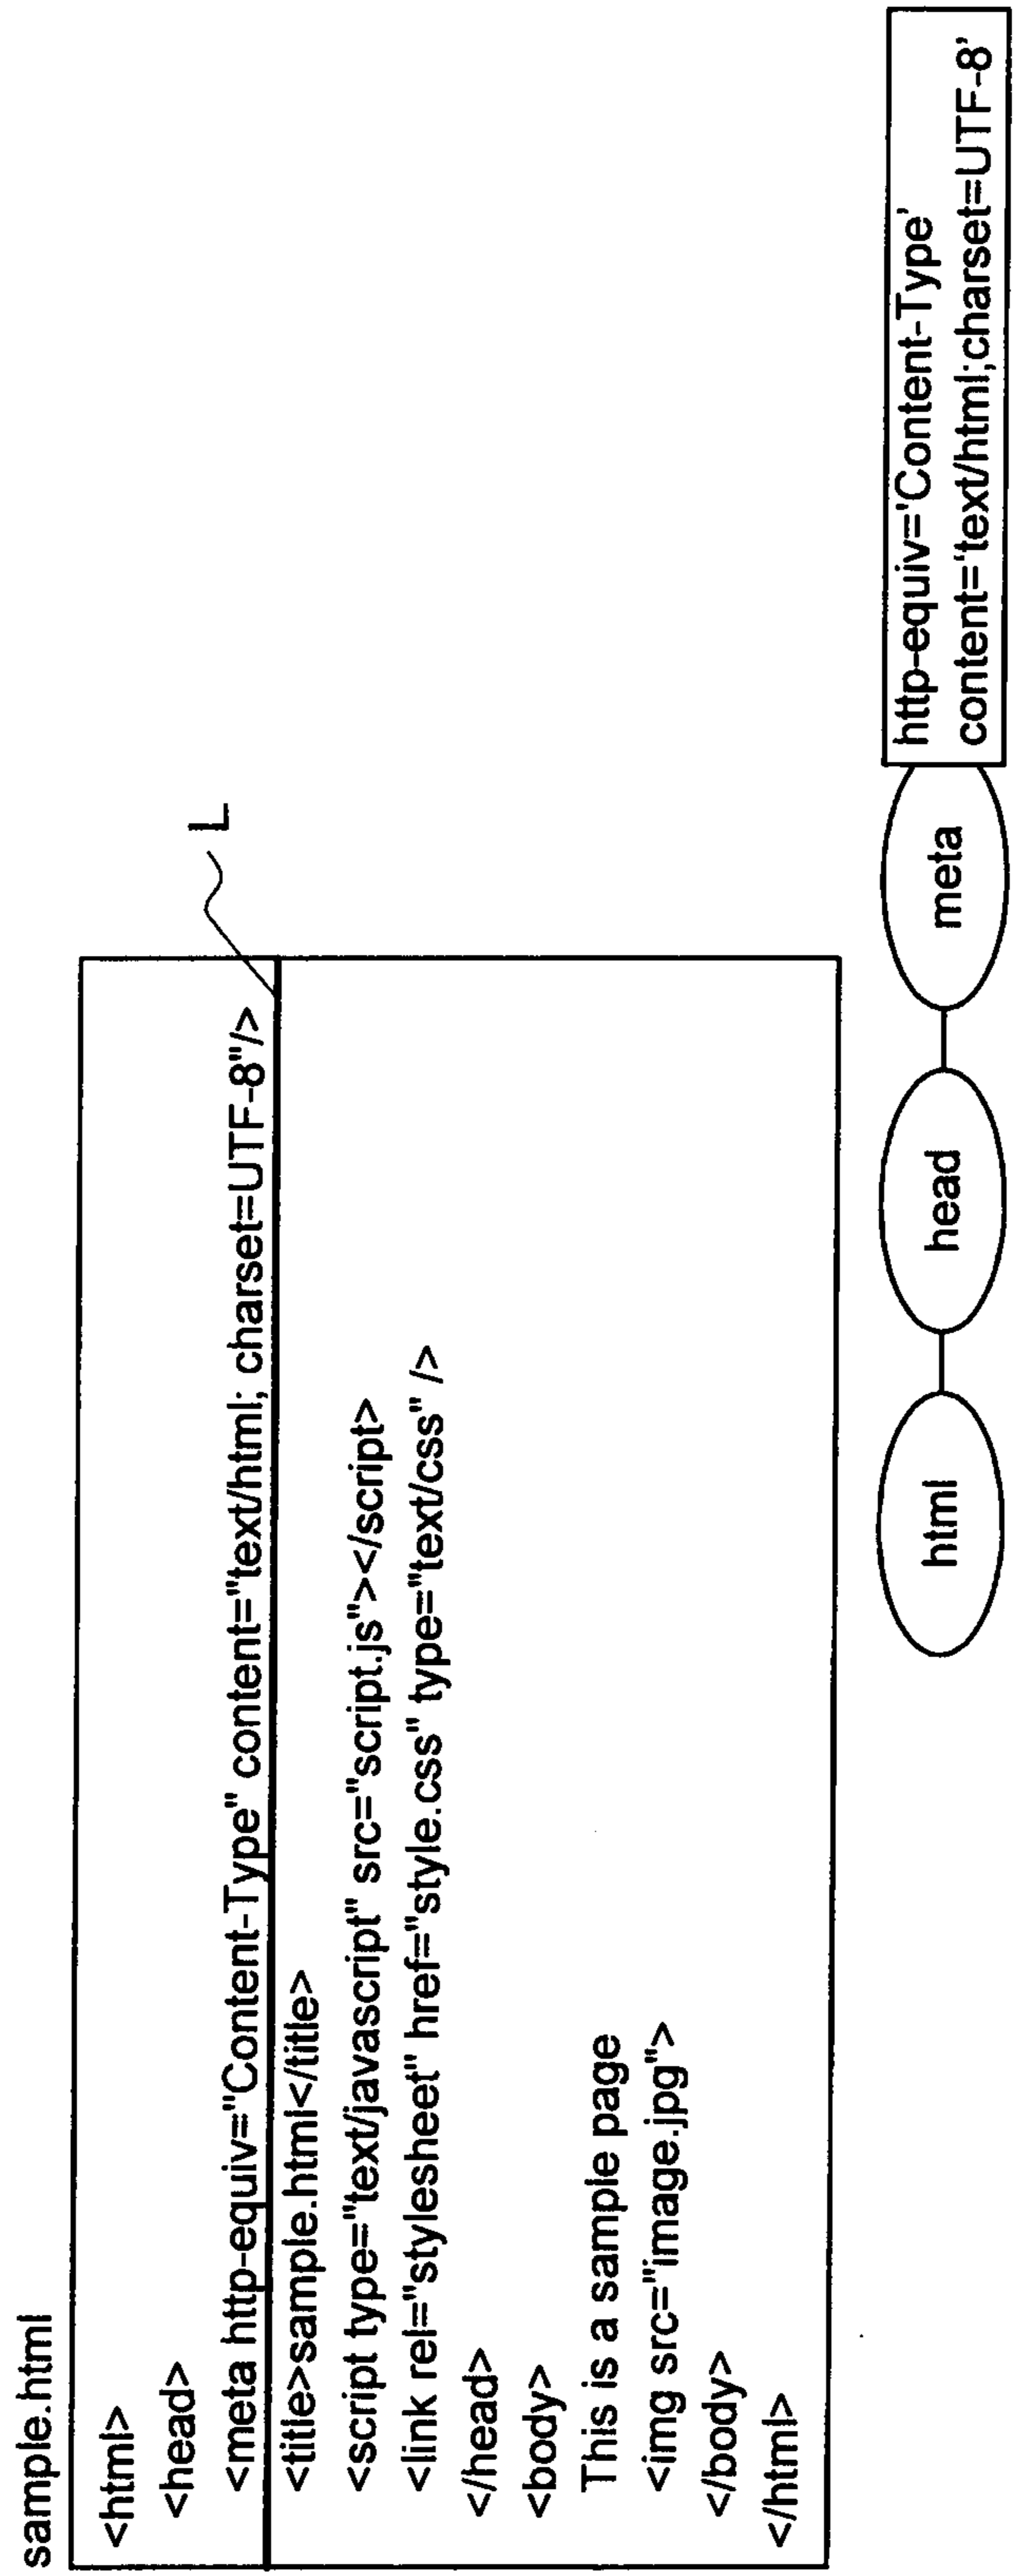 sample.html
<html>
<head>
<meta http-equiv="Content-Type" content="text/html; charset=UTF-8"/>
L
<title>sample.html</title>
<script type="text/javascript" src="script.js"></script>
<link rel="stylesheet" href="style.css" type="text/css" />
</head>
<body>
This is a sample page
<img src="image.jpg">
</body>
</html>
html
head
meta
http-equiv='Content-Type'
content='text/html;charset=UTF-8'